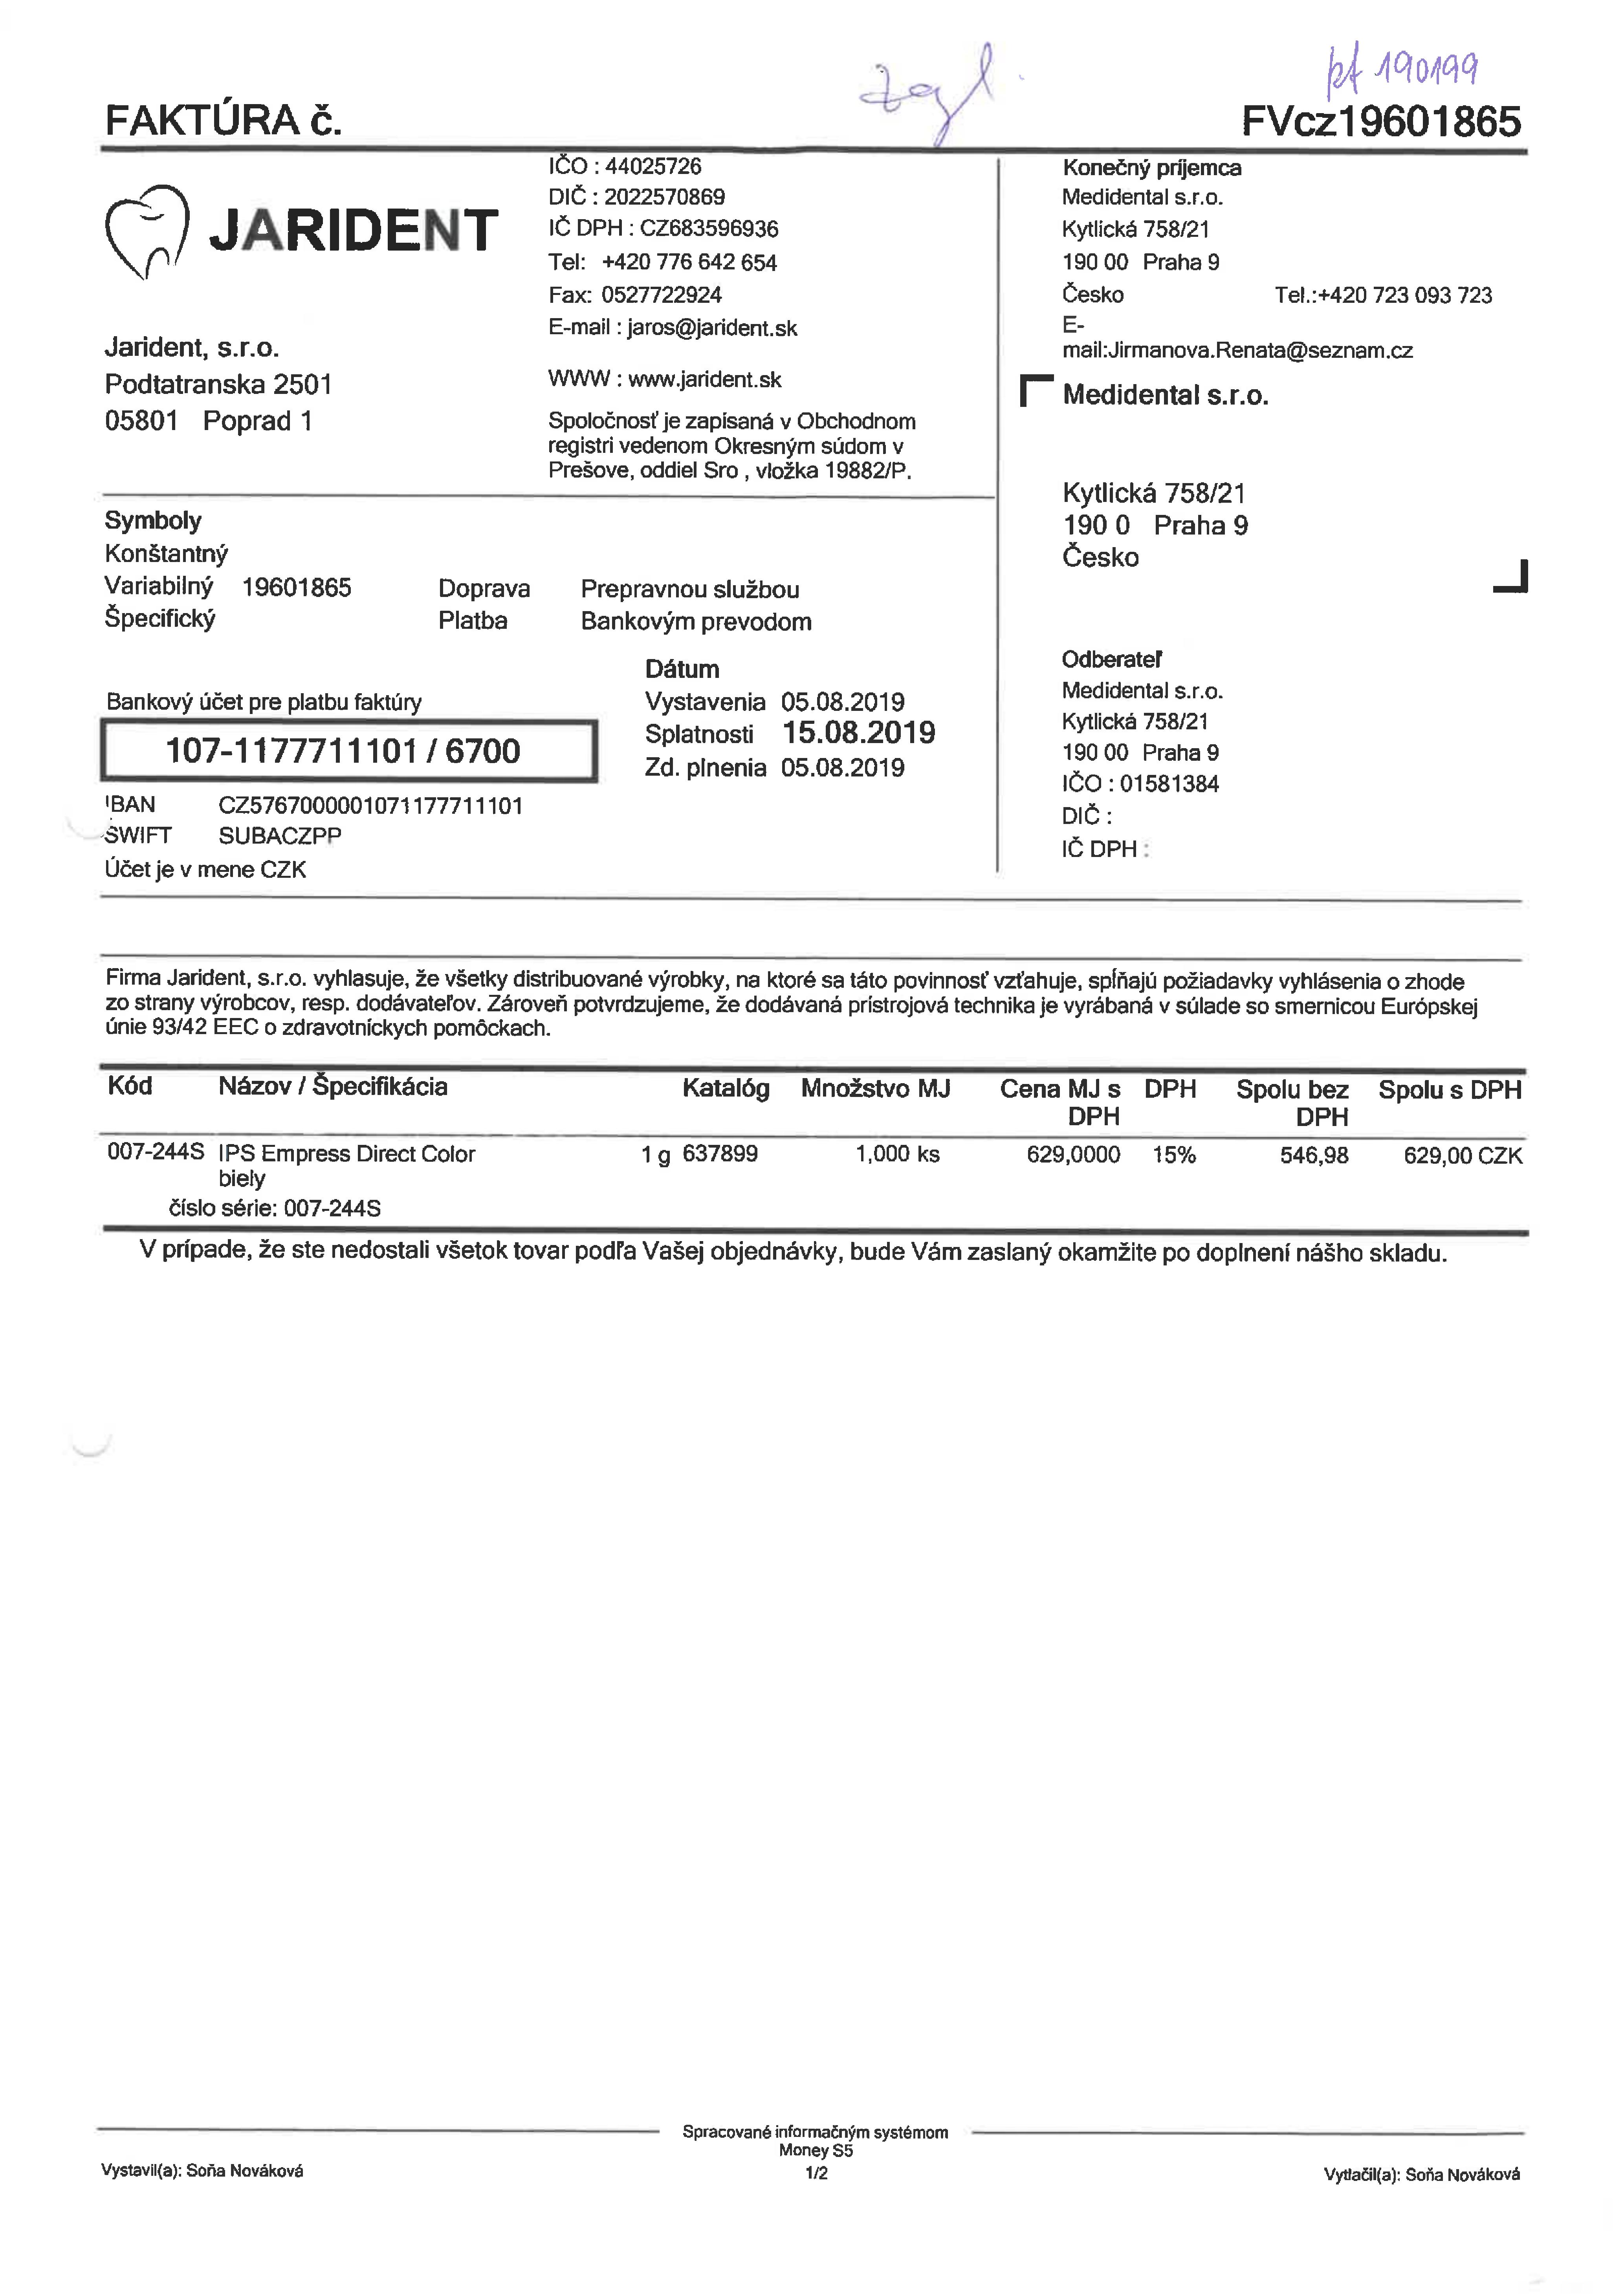 pf 190199
FAKTÚRA č.
FVcz19601865
JARIDENT
Jarident, s.r.o.
Podtatranska 2501
05801 Poprad 1
IČO : 44025726
DIČ : 2022570869
IČ DPH : CZ683596936
Tel: +420 776 642 654
Fax: 0527722924
E-mail : jaros@jarident.sk
WWW : www.jarident.sk
Spoločnosť je zapísaná v Obchodnom
registri vedenom Okresným súdom v
Prešove, oddiel Sro , vložka 19882/P.
Konečný príjemca
Medidental s.r.o.
Kytlická 758/21
190 00 Praha 9
Česko Tel.:+420 723 093 723
E-
mail:Jirmanova.Renata@seznam.cz
Medidental s.r.o.
Kytlická 758/21
190 0 Praha 9
Česko
Symboly
Konštantný
Variabilný 19601865 Doprava Prepravnou službou
Špecifický Platba Bankovým prevodom
Dátum
Vystavenia 05.08.2019
Splatnosti 15.08.2019
Zd. plnenia 05.08.2019
Bankový účet pre platbu faktúry
107-1177711101 / 6700
IBAN CZ5767000001071177711101
SWIFT SUBACZPP
Účet je v mene CZK
Odberateľ
Medidental s.r.o.
Kytlická 758/21
190 00 Praha 9
IČO : 01581384
DIČ :
IČ DPH :
Firma Jarident, s.r.o. vyhlasuje, že všetky distribuované výrobky, na ktoré sa táto povinnosť vzťahuje, spĺňajú požiadavky vyhlásenia o zhode
zo strany výrobcov, resp. dodávateľov. Zároveň potvrdzujeme, že dodávaná prístrojová technika je vyrábaná v súlade so smernicou Európskej
únie 93/42 EEC o zdravotníckych pomôckach.
Kód Názov / Špecifikácia Katalóg Množstvo MJ Cena MJ s DPH Spolu bez Spolu s DPH
DPH DPH
007-244S IPS Empress Direct Color 1 g 637899 1,000 ks 629,0000 15% 546,98 629,00 CZK
biely
číslo série: 007-244S
V prípade, že ste nedostali všetok tovar podľa Vašej objednávky, bude Vám zaslaný okamžite po doplnení nášho skladu.
Spracované informačným systémom
Money S5
Vystavil(a): Soňa Nováková 1/2 Vytlačil(a): Soňa Nováková